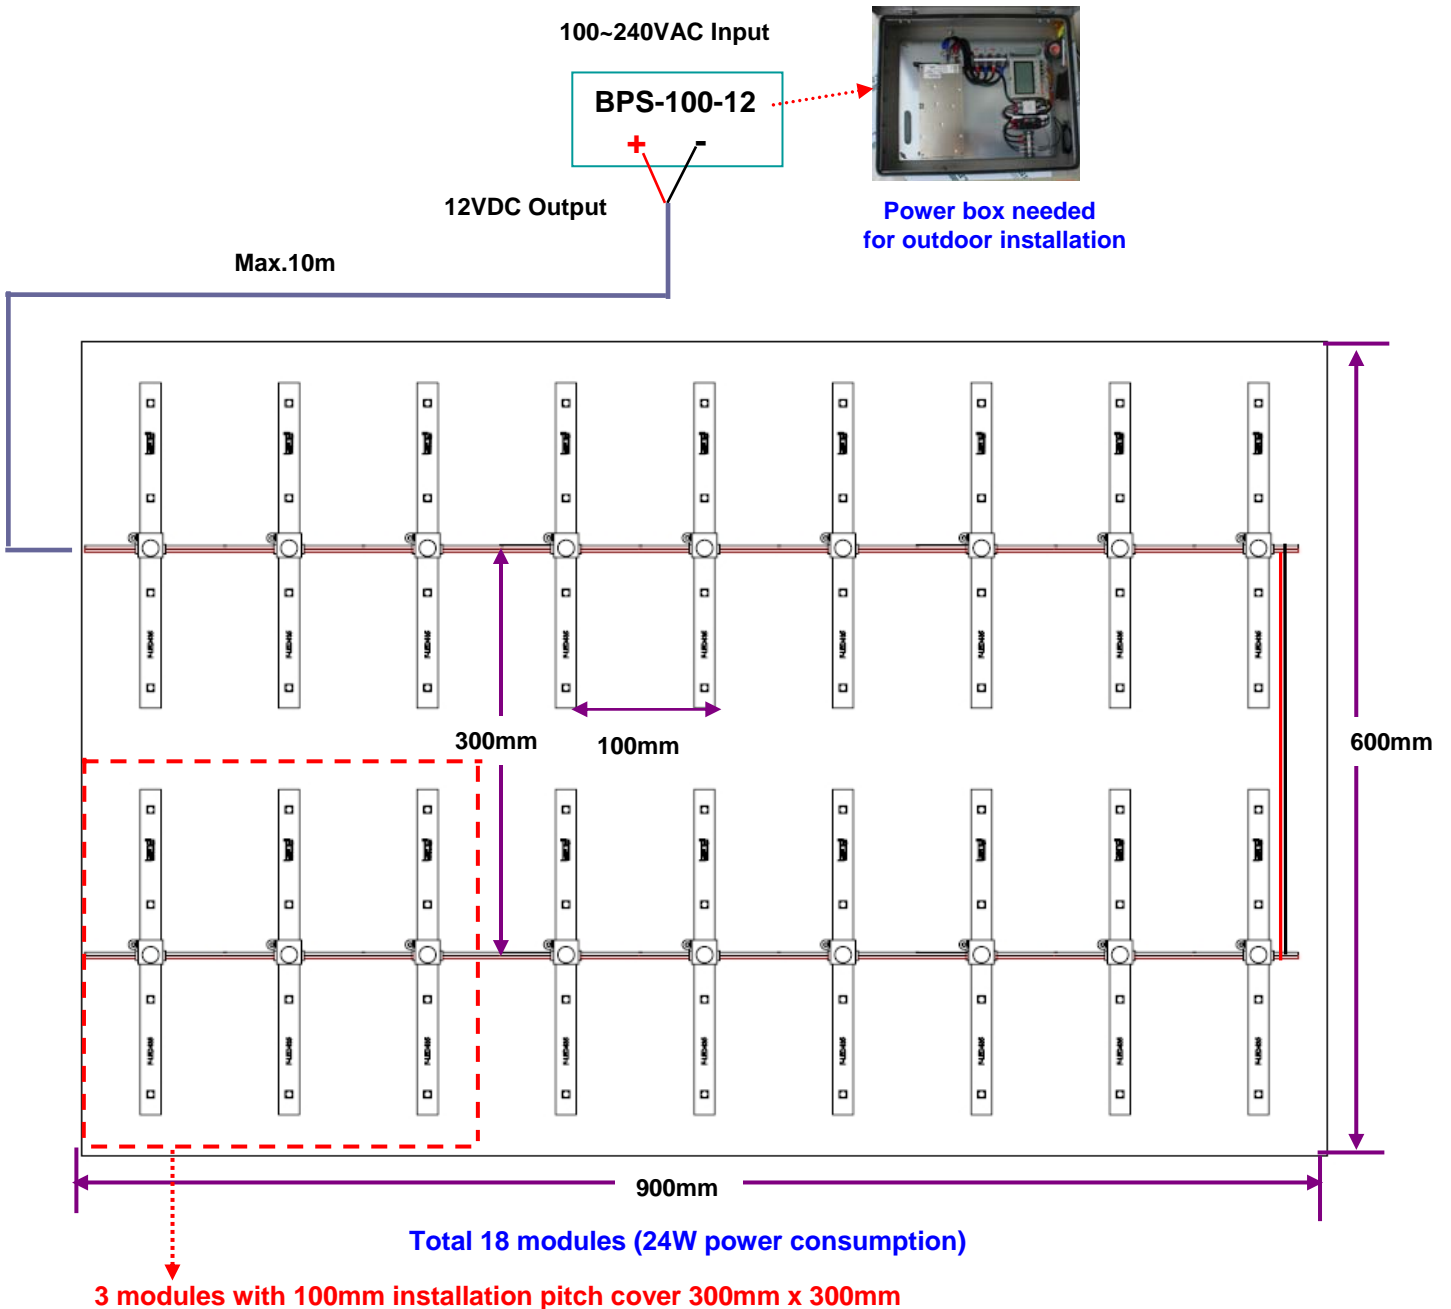 100~240VAC Input
BPS-100-12
+ -
12VDC Output
Power box needed
for outdoor installation
Max.10m
300mm
100mm
600mm
900mm
Total 18 modules (24W power consumption)
3 modules with 100mm installation pitch cover 300mm x 300mm